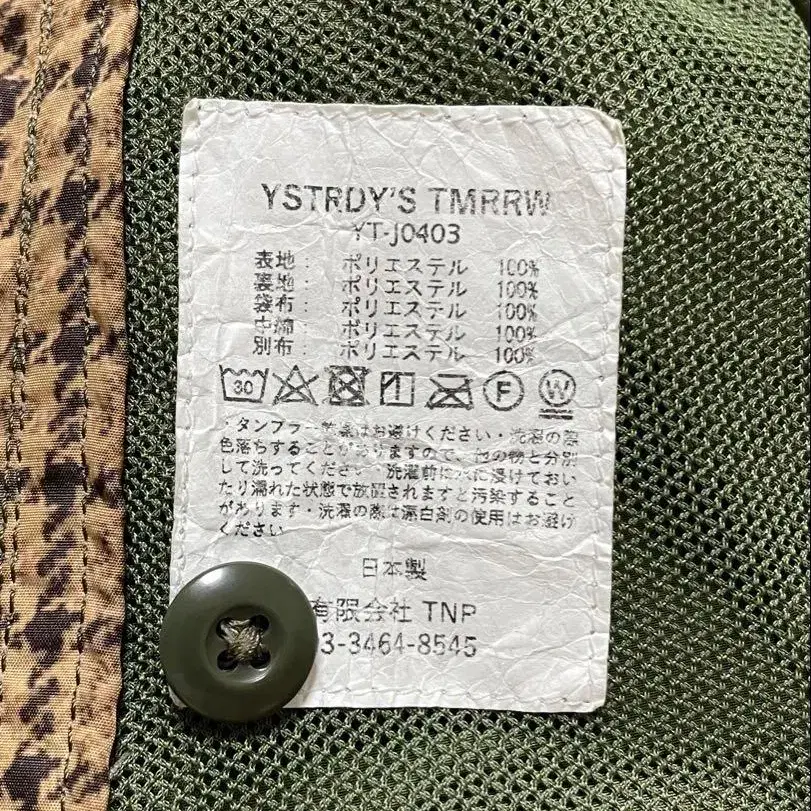 YSTRDY'S TMRRW
YT-J0403
表地： ポリエステル 100%
裏地： ポリエステル 100%
袋布： ポリエステル 100%
中綿： ポリエステル 100%
別布： ポリエステル 100%
30 F W
・タンブラー乾燥はお避けください・洗濯の際
色落ちすることがありますので、他の物と分別
して洗ってください・洗濯前に水に浸けておい
たり濡れた状態で放置されますと汚染すること
があります・洗濯の際は漂白剤の使用はお避け
ください
日本製
有限会社 TNP
3-3464-8545